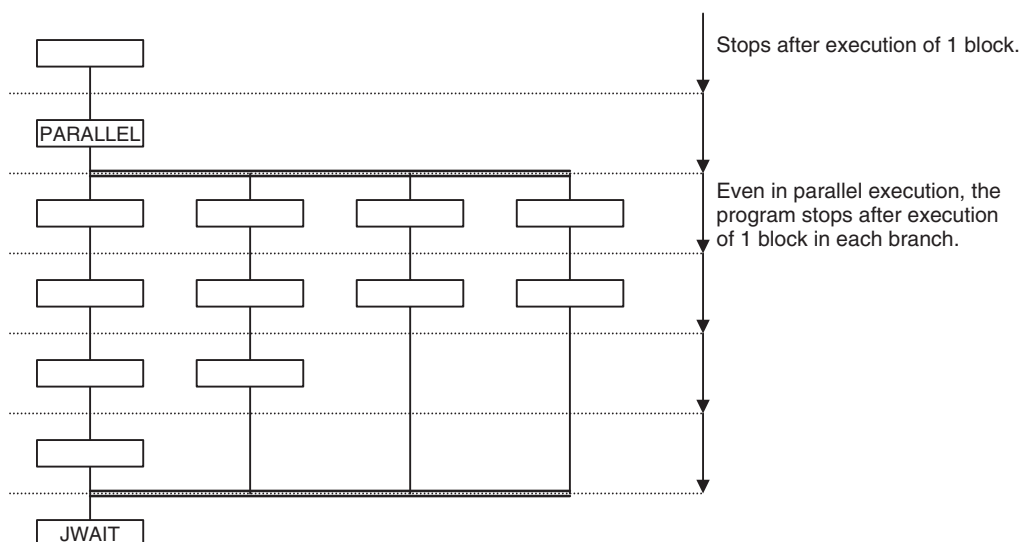 Stops after execution of 1 block.
PARALLEL
Even in parallel execution, the
program stops after execution
of 1 block in each branch.
JWAIT